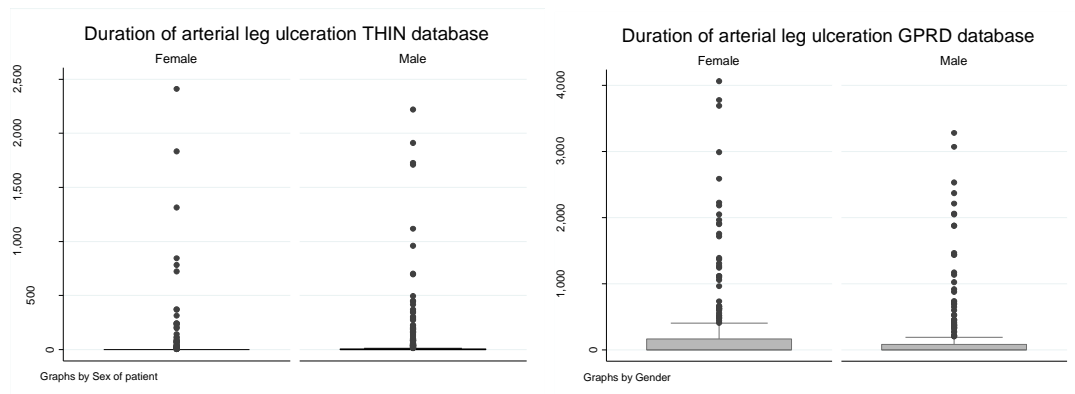 Duration of arterial leg ulceration THIN database
Female
Male
2,500
2,000
1,500
1,000
500
0
Graphs by Sex of patient
Duration of arterial leg ulceration GPRD database
Female
Male
4,000
3,000
2,000
1,000
0
Graphs by Gender